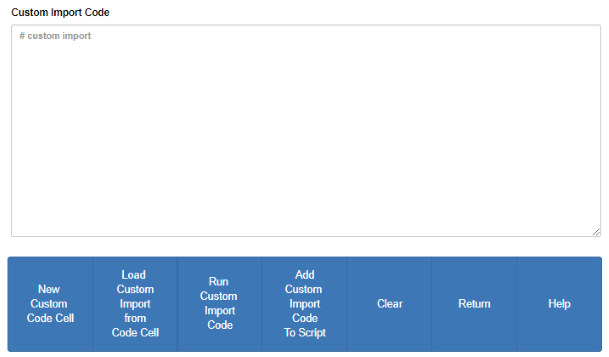 Custom Import Code
# custom import
New
Custom
Code Cell
Load
Custom
Import
from
Code Cell
Run
Custom
Import
Code
Add
Custom
Import
Code
To Script
Clear
Return
Help